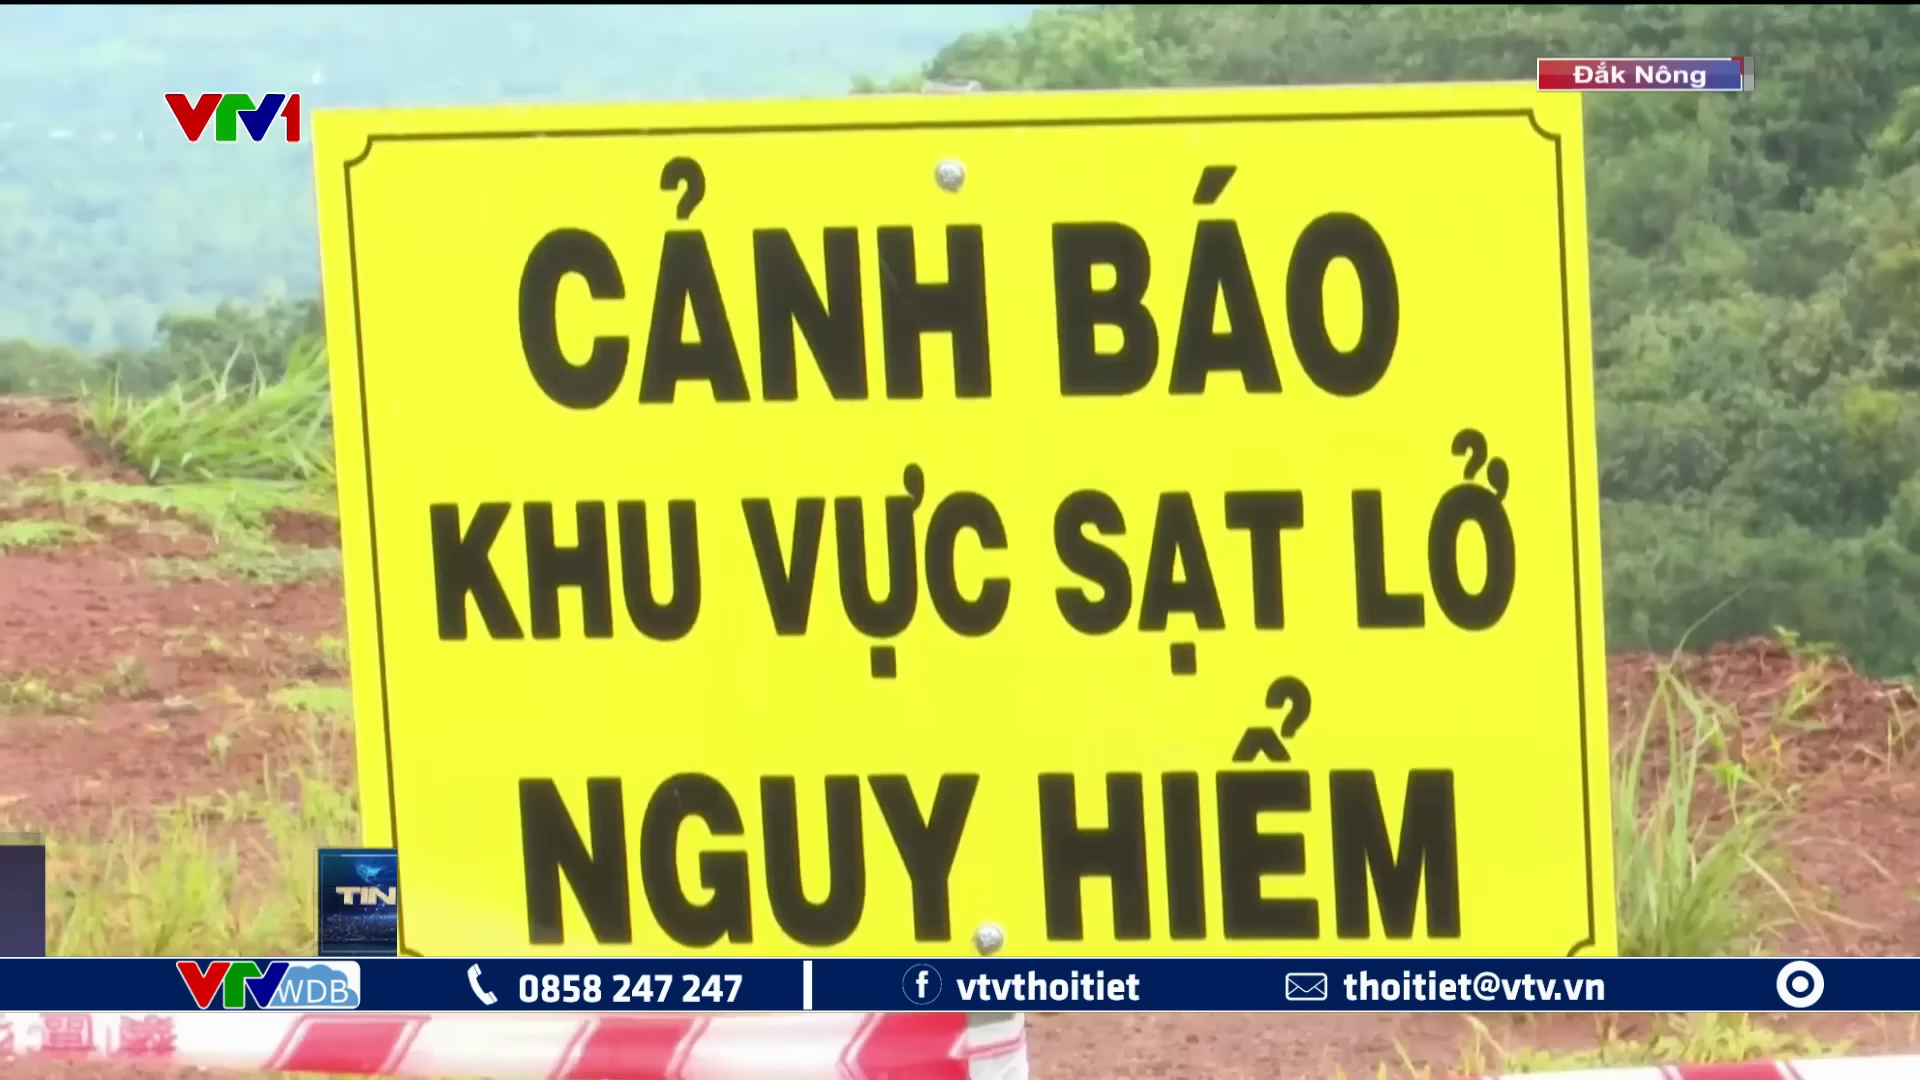 VTV1
Đắk Nông
CẢNH BÁO
KHU VỰC SẠT LỞ
NGUY HIỂM
TIN
VTV WDB
0858 247 247
vtvthoitiet
thoitiet@vtv.vn